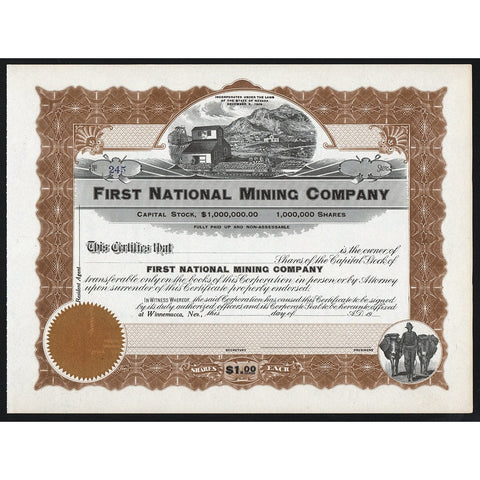 INCORPORATED UNDER THE LAWS
OF THE STATE OF NEVADA
No 245 Shares
FIRST NATIONAL MINING COMPANY
CAPITAL STOCK, $1,000,000.00 1,000,000 SHARES
FULLY PAID UP AND NON-ASSESSABLE
This Certifies that is the owner of
Shares of the Capital Stock of
FIRST NATIONAL MINING COMPANY
transferable only on the books of this Corporation in person or by Attorney
upon surrender of this Certificate properly endorsed.
IN WITNESS WHEREOF, the said Corporation has caused this Certificate to be signed
by its duly authorized officers and its Corporate Seal to be hereunto affixed
at Winnemucca, Nev., this day of A.D. 19
Resident Agent
SECRETARY PRESIDENT
SHARES $1.00 EACH